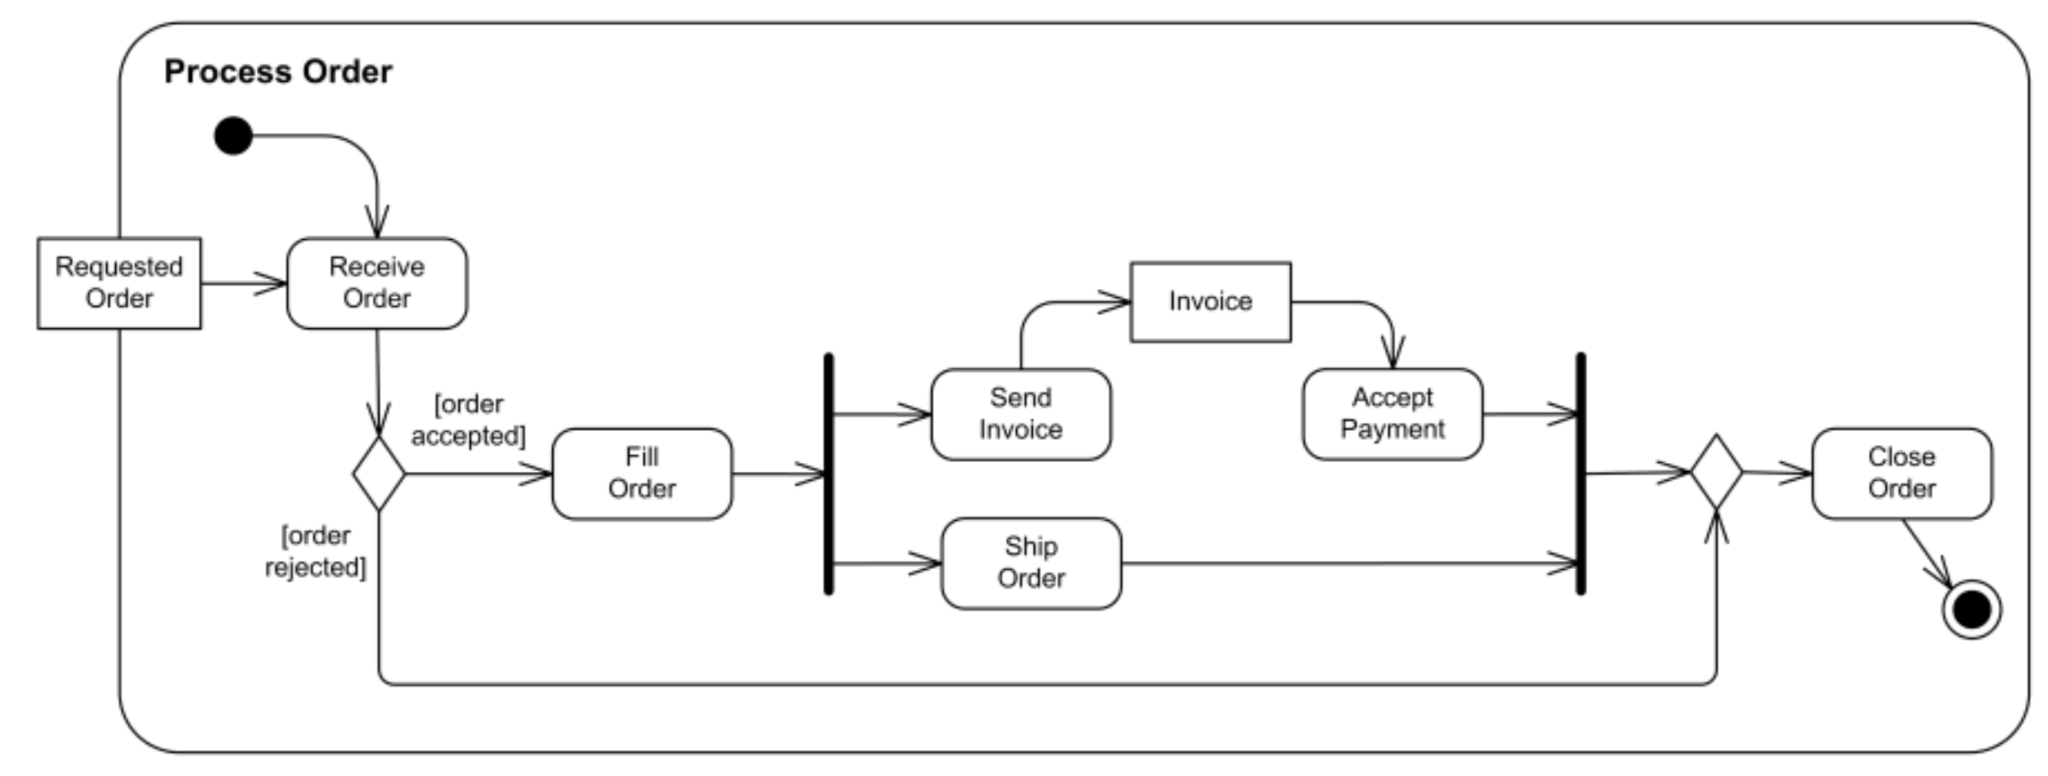 Process Order
Requested
Order
Receive
Order
[order
accepted]
[order
rejected]
Fill
Order
Send
Invoice
Invoice
Accept
Payment
Ship
Order
Close
Order